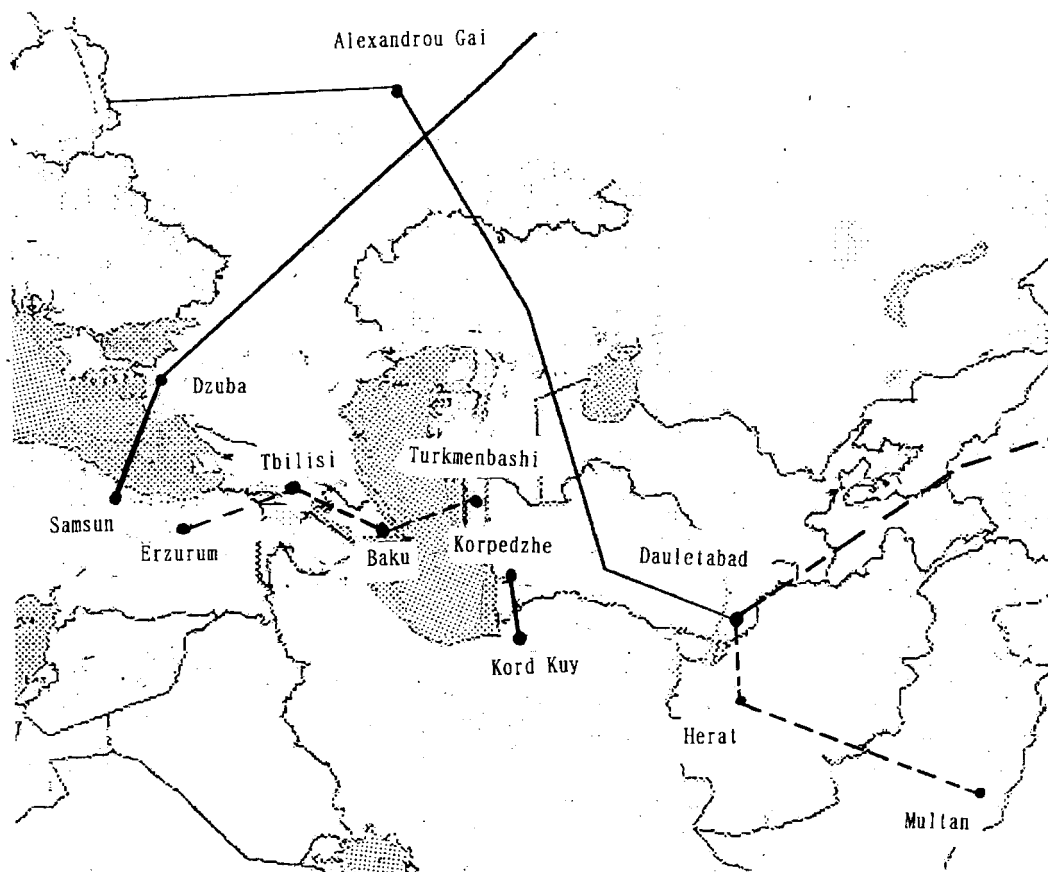 Alexandrou Gai
Dzuba
Tbilisi
Turkmenbashi
Samsun
Erzurum
Baku
Korpedzhe
Dauletabad
Kord Kuy
Herat
Multan